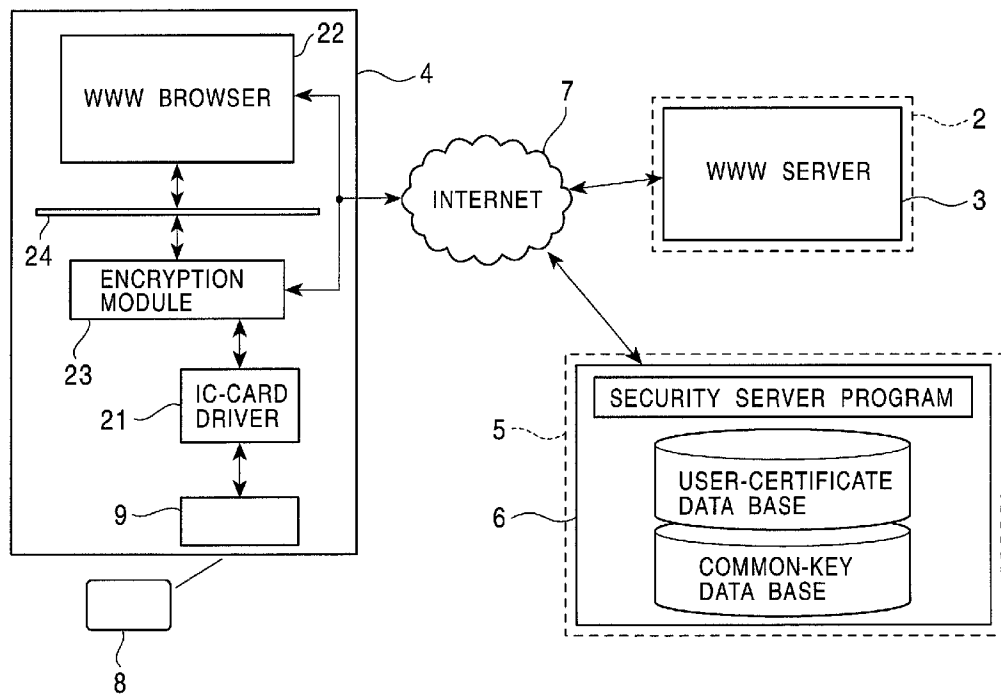 22
WWW BROWSER
4
24
ENCRYPTION
MODULE
23
IC-CARD
DRIVER
21
9
8
7
INTERNET
2
WWW SERVER
3
SECURITY SERVER PROGRAM
5
USER-CERTIFICATE
DATA BASE
6
COMMON-KEY
DATA BASE